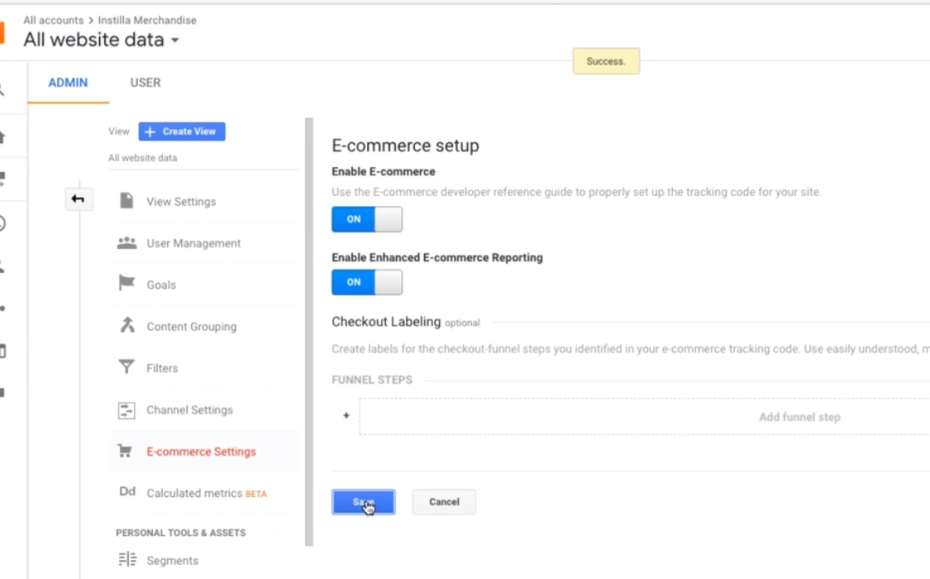 All accounts > Instilla Merchandise
All website data
Success.
ADMIN
USER
View
+ Create View
All website data
View Settings
User Management
Goals
Content Grouping
Filters
Channel Settings
E-commerce Settings
Dd Calculated metrics BETA
PERSONAL TOOLS & ASSETS
Segments
E-commerce setup
Enable E-commerce
Use the E-commerce developer reference guide to properly set up the tracking code for your site.
ON
Enable Enhanced E-commerce Reporting
ON
Checkout Labeling optional
Create labels for the checkout-funnel steps you identified in your e-commerce tracking code. Use easily understood,
FUNNEL STEPS
+ Add funnel step
Save
Cancel